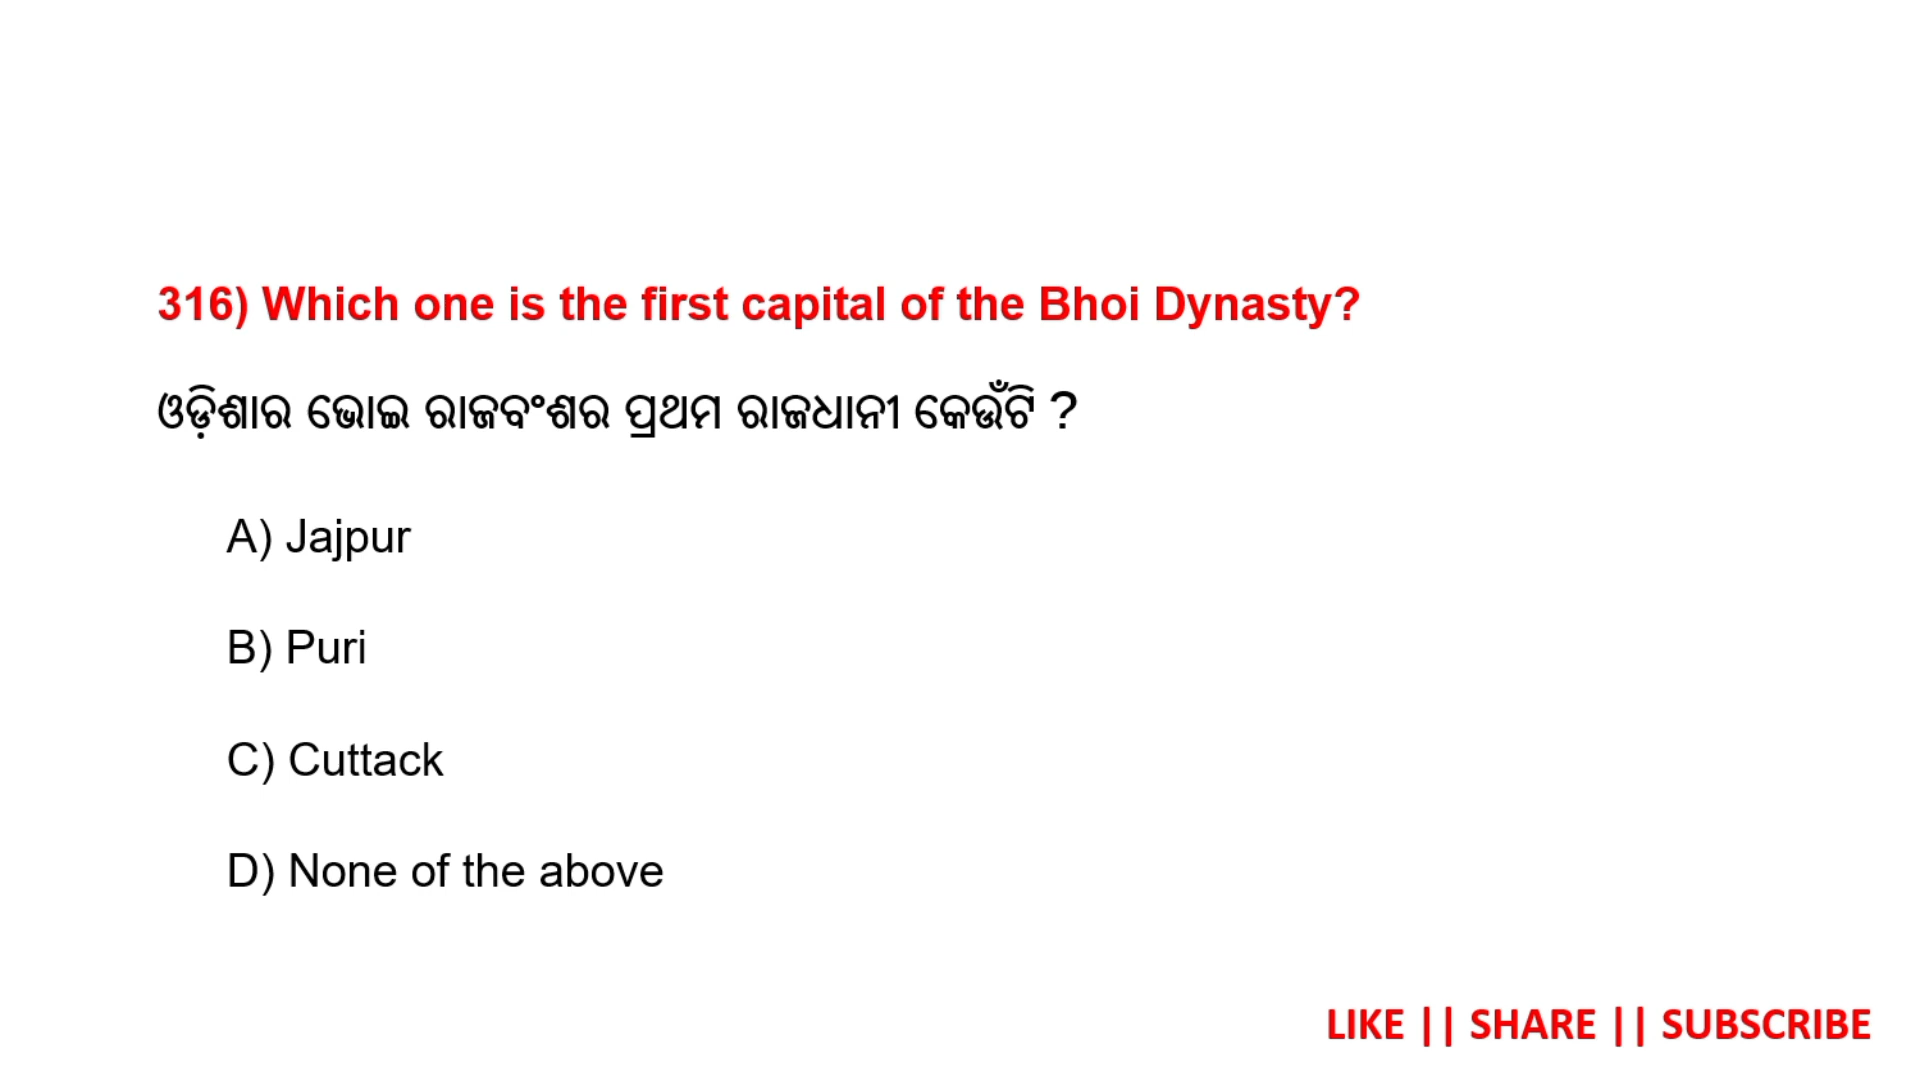 316) Which one is the first capital of the Bhoi Dynasty?
ଓଡ଼ିଶାର ଭୋଇ ରାଜବଂଶର ପ୍ରଥମ ରାଜଧାନୀ କେଉଁଟି ?
A) Jajpur
B) Puri
C) Cuttack
D) None of the above
LIKE || SHARE || SUBSCRIBE